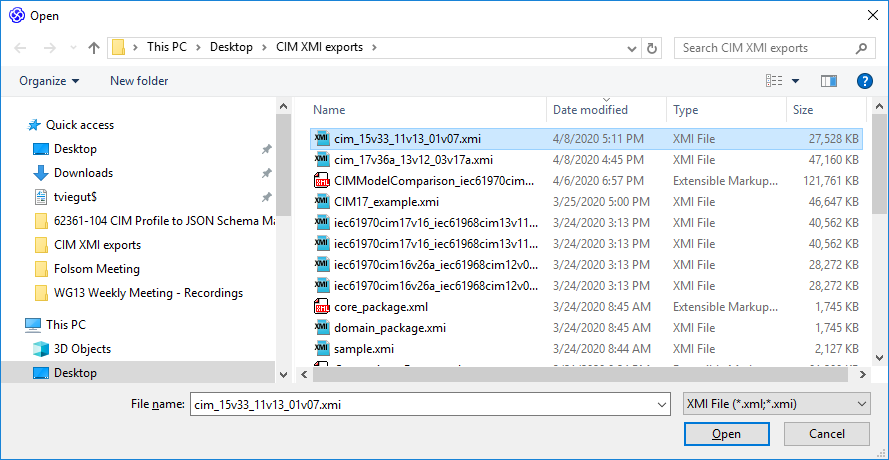 Open
This PC > Desktop > CIM XMI exports >
Search CIM XMI exports
Organize
New folder
Quick access
Desktop
Downloads
tviegut$
62361-104 CIM Profile to JSON Schema Ma
CIM XMI exports
Folsom Meeting
WG13 Weekly Meeting - Recordings
This PC
3D Objects
Desktop
Name Date modified Type Size
cim_15v33_11v13_01v07.xmi 4/8/2020 5:11 PM XMI File 27,528 KB
cim_17v36a_13v12_03v17a.xmi 4/8/2020 4:45 PM XMI File 47,160 KB
CIMModelComparison_iec61970cim... 4/6/2020 6:57 PM Extensible Markup... 121,761 KB
CIM17_example.xmi 3/25/2020 5:00 PM XMI File 46,647 KB
iec61970cim17v16_iec61968cim13v11... 3/24/2020 3:13 PM XMI File 40,562 KB
iec61970cim17v16_iec61968cim13v11... 3/24/2020 3:13 PM XMI File 40,562 KB
iec61970cim16v26a_iec61968cim12v0... 3/24/2020 3:13 PM XMI File 28,272 KB
iec61970cim16v26a_iec61968cim12v0... 3/24/2020 3:13 PM XMI File 28,272 KB
core_package.xml 3/24/2020 8:45 AM Extensible Markup... 1,745 KB
domain_package.xmi 3/24/2020 8:45 AM XMI File 1,745 KB
sample.xmi 3/24/2020 8:44 AM XMI File 2,127 KB
File name: cim_15v33_11v13_01v07.xmi
XMI File (*.xml;*.xmi)
Open
Cancel